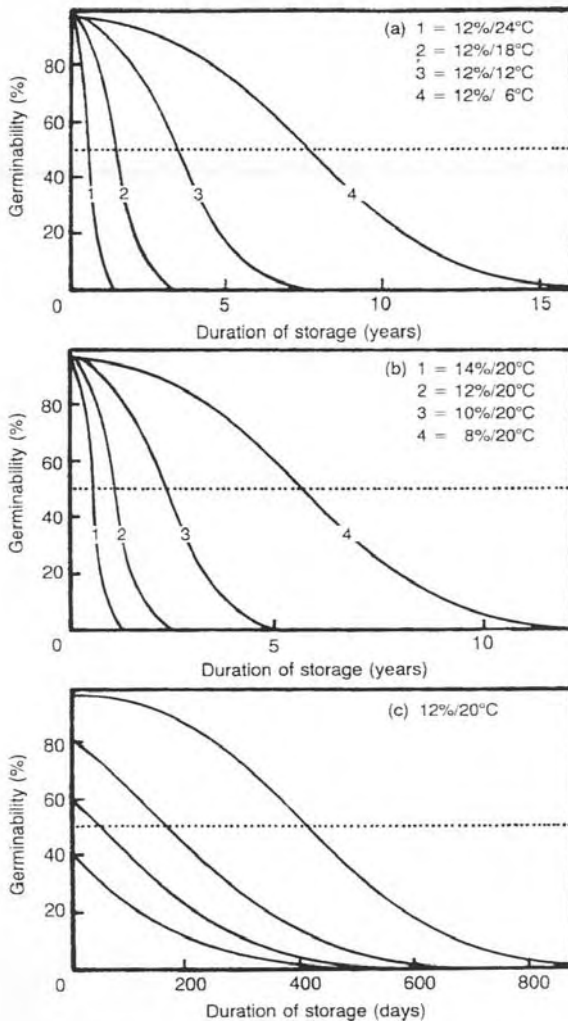 (a) 1 = 12%/24°C
2 = 12%/18°C
3 = 12%/12°C
4 = 12%/ 6°C
Germinability (%)
80
60
40
20
0
1
2
3
4
5
10
15
Duration of storage (years)
(b) 1 = 14%/20°C
2 = 12%/20°C
3 = 10%/20°C
4 = 8%/20°C
Germinability (%)
80
60
40
20
0
1
2
3
4
5
10
Duration of storage (years)
(c) 12%/20°C
Germinability (%)
80
60
40
20
0
200
400
600
800
Duration of storage (days)